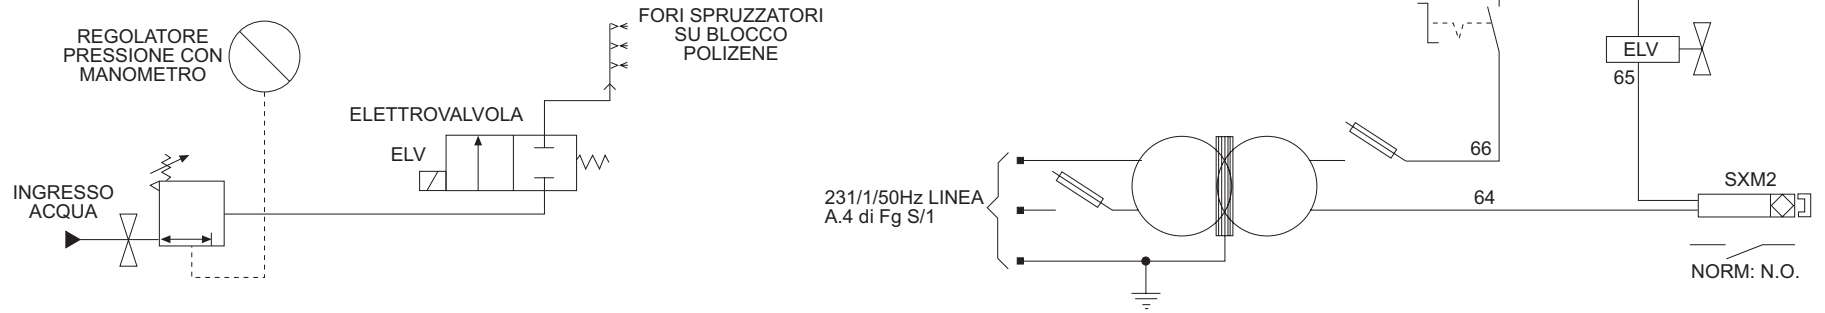 REGOLATORE
PRESSIONE CON
MANOMETRO
FORI SPRUZZATORI
SU BLOCCO
POLIZENE
ELETTROVALVOLA
ELV
INGRESSO
ACQUA
ELV
65
66
231/1/50Hz LINEA
A.4 di Fg S/1
64
SXM2
NORM: N.O.